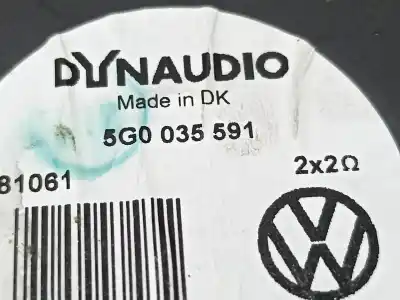 DYNAUDIO
Made in DK
5G0 035 591
81061
2x2Ω